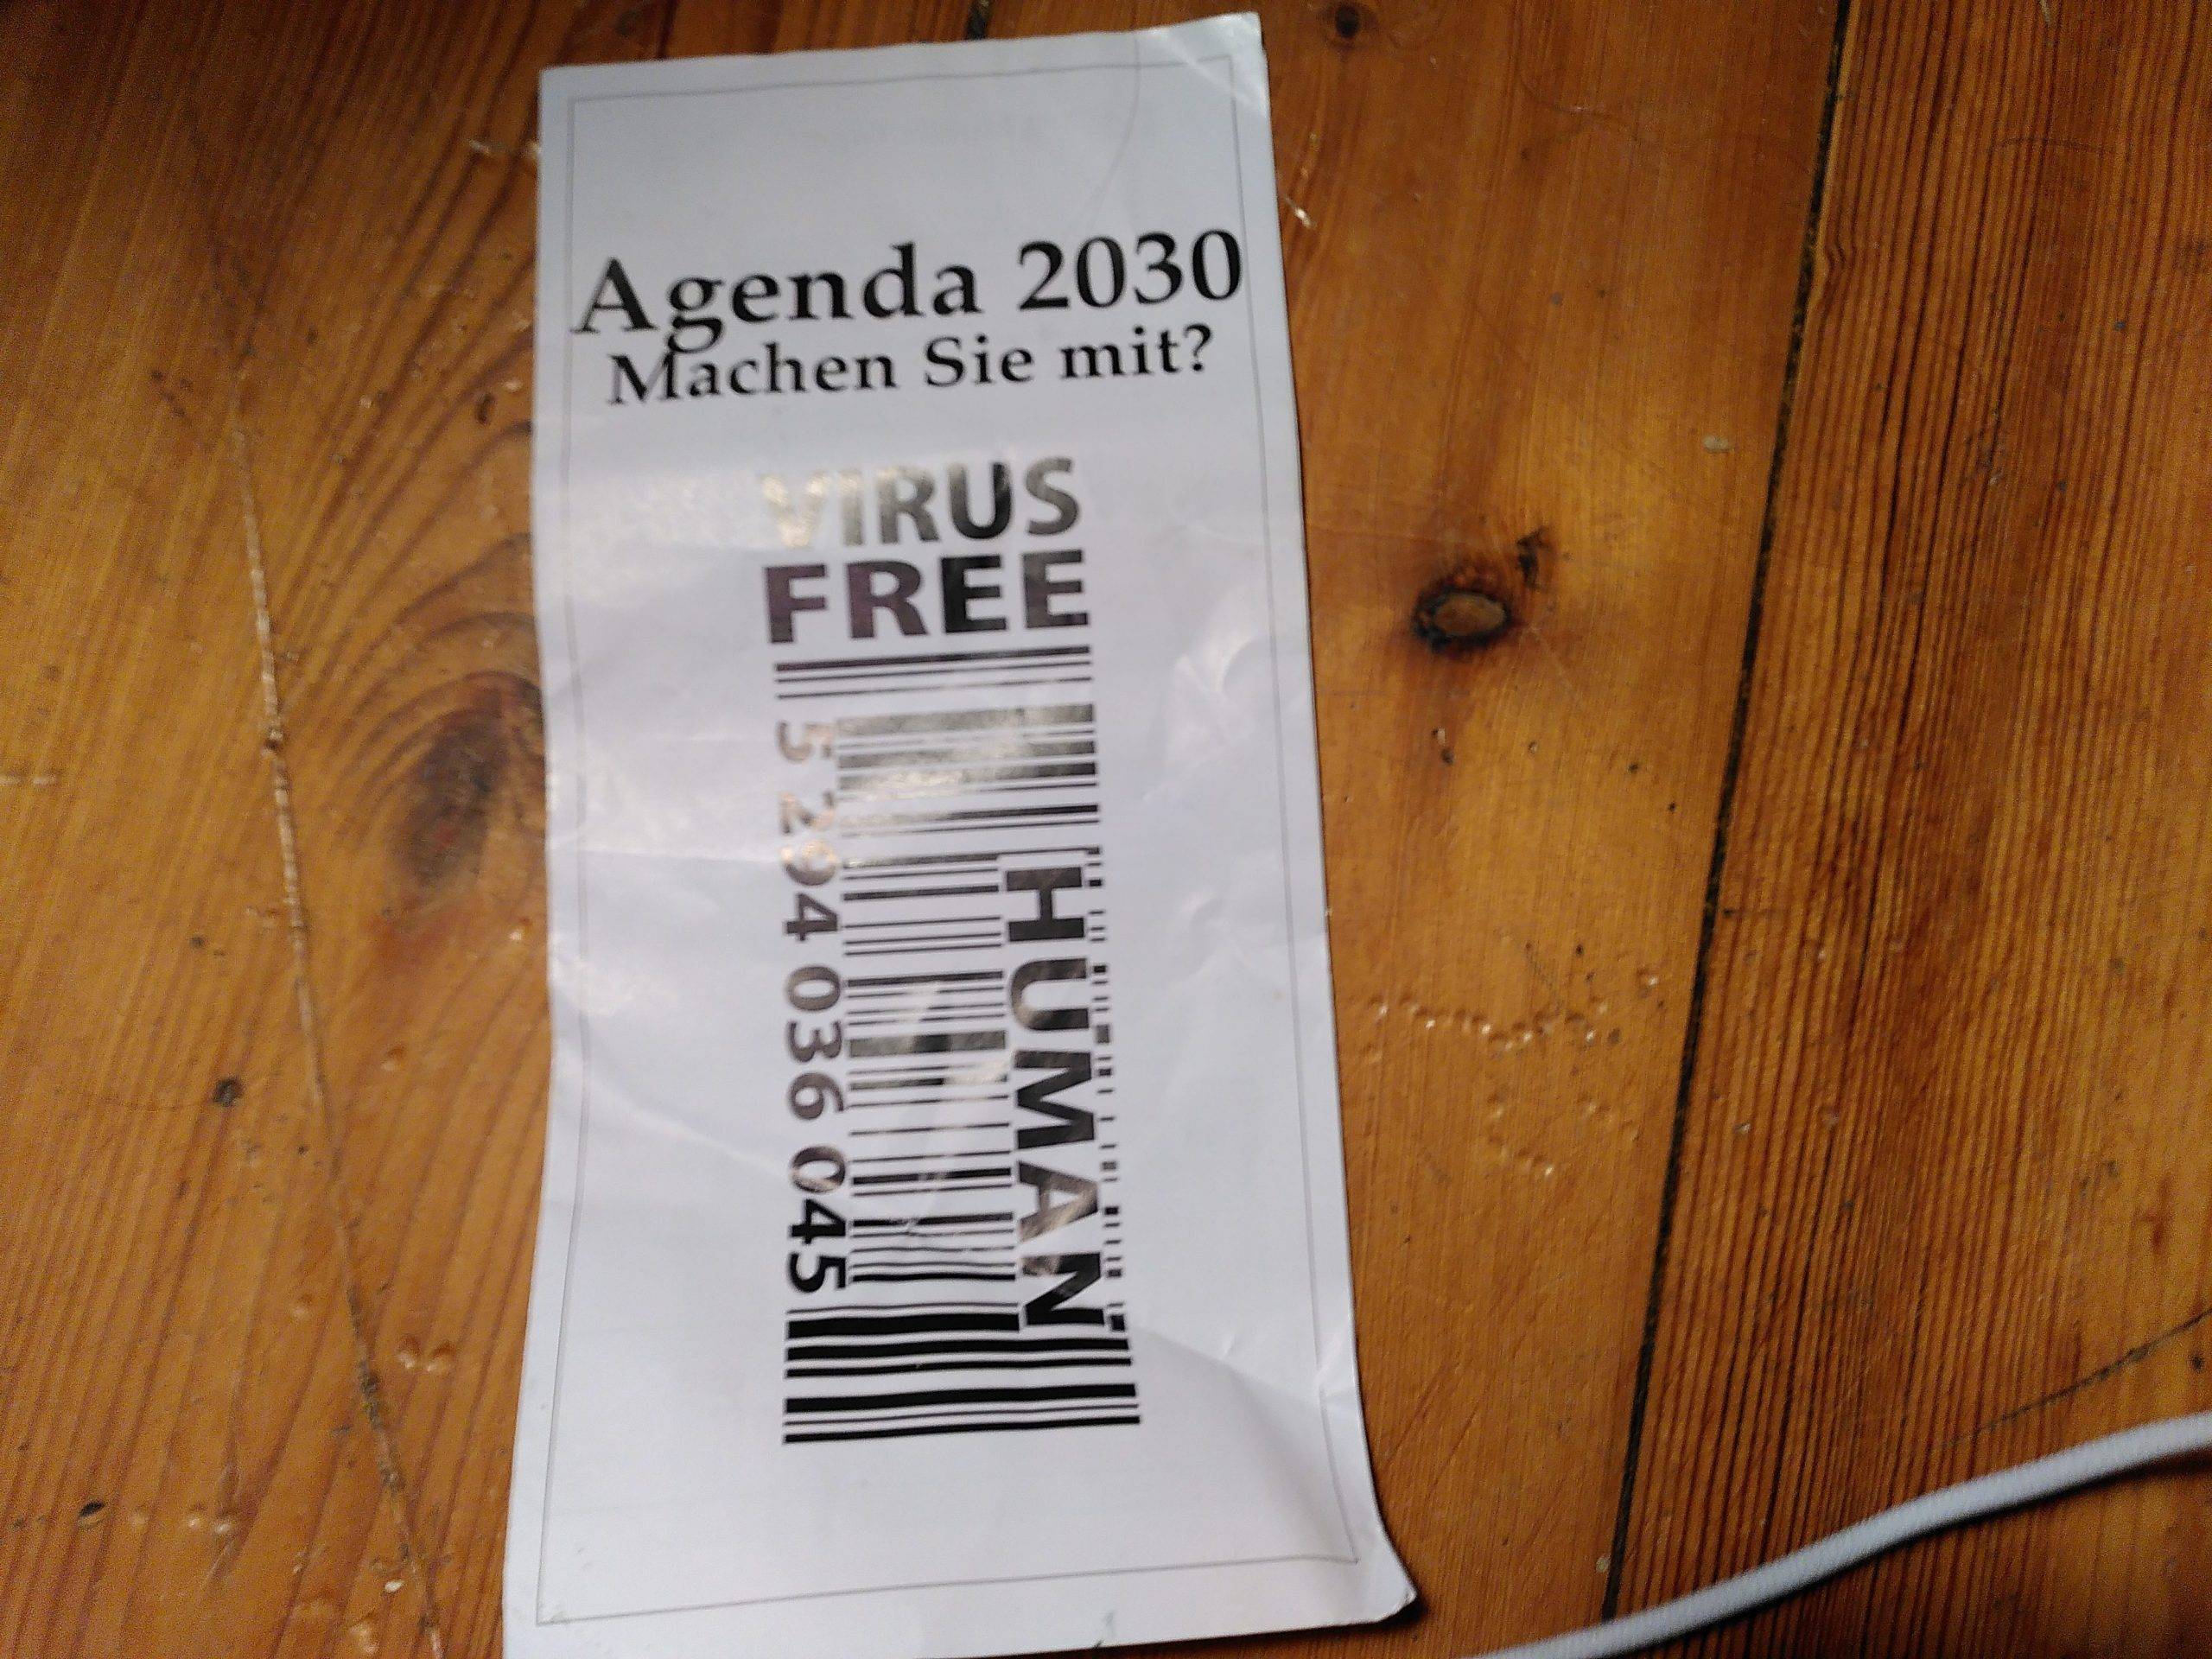 Agenda 2030
Machen Sie mit?
VIRUS
FREE
HUMAN
5 294 036 045